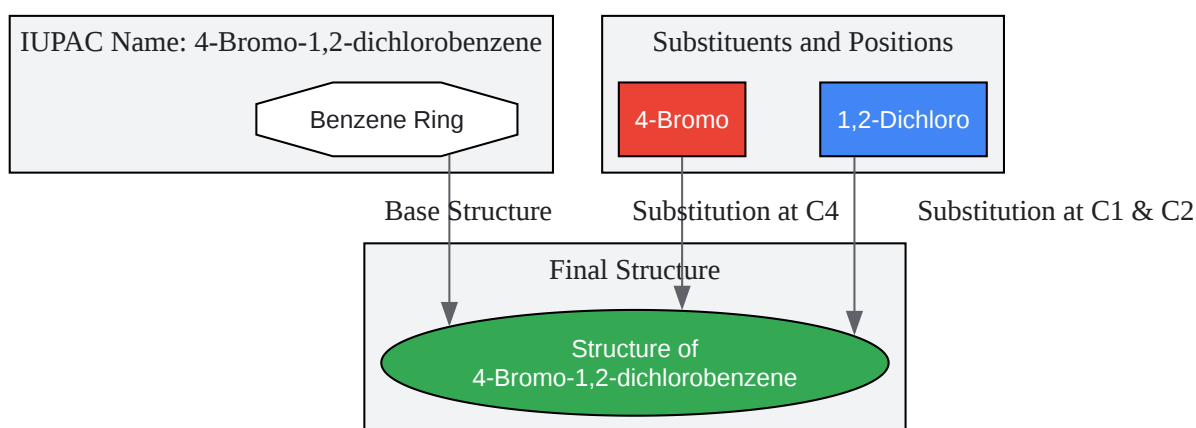 IUPAC Name: 4-Bromo-1,2-dichlorobenzene
Substituents and Positions
Benzene Ring
4-Bromo
1,2-Dichloro
Base Structure
Substitution at C4
Substitution at C1 & C2
Final Structure
Structure of
4-Bromo-1,2-dichlorobenzene